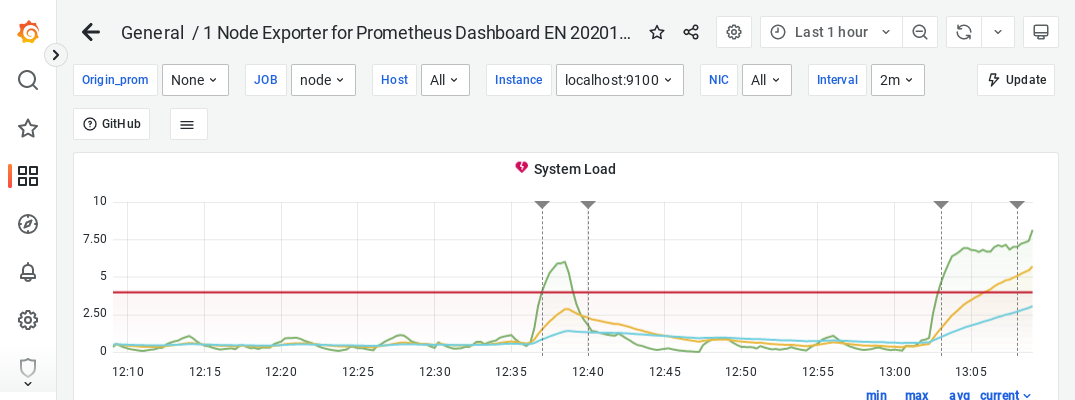 General / 1 Node Exporter for Prometheus Dashboard EN 20201... Last 1 hour
Origin_prom None JOB node Host All Instance localhost:9100 NIC All Interval 2m Update
GitHub
System Load
10
7.50
5
2.50
0
12:10 12:15 12:20 12:25 12:30 12:35 12:40 12:45 12:50 12:55 13:00 13:05
min max avg current